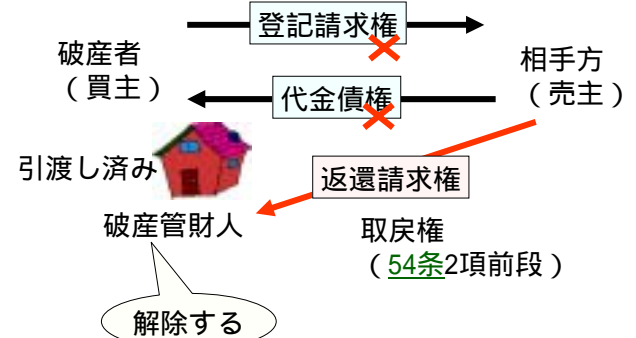 登記請求権
破産者
（買主）
相手方
（売主）
代金債権
引渡し済み
返還請求権
破産管財人
取戻権
（54条2項前段）
解除する